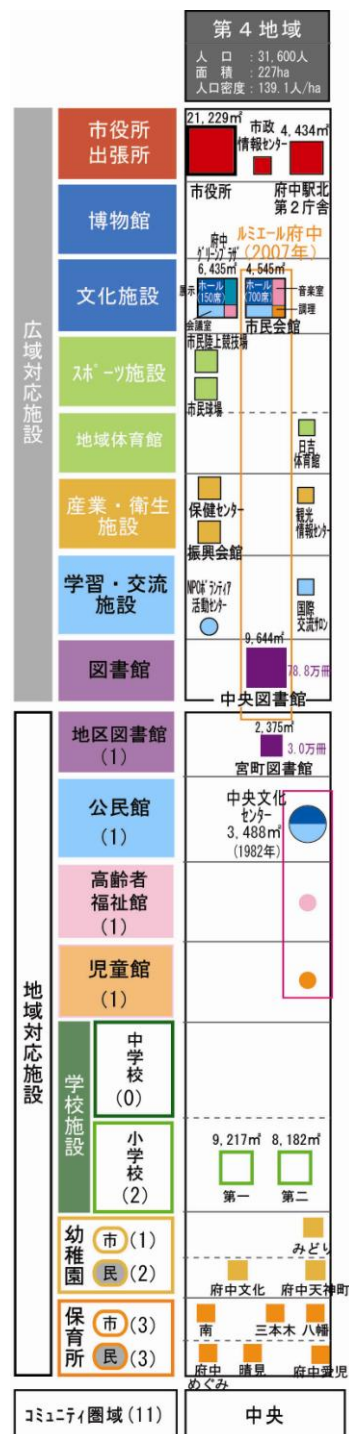 第４地域
人　口　：31,600人
面　積　：227ha
人口密度：139.1人/ha
広域対応施設
市役所
出張所
21,229㎡
市政
情報センター
4,434㎡
市役所
府中駅北
第２庁舎
博物館
ルミエール府中
(2007年)
府中
グリーンプラザ
文化施設
6,435㎡
4,545㎡
展示
ホール
(150席)
ホール
(700席)
音楽室
調理
会議室
市民会館
スポーツ施設
市民陸上競技場
市民球場
地域体育館
日吉
体育館
産業・衛生
施設
保健センター
振興会館
観光
情報センター
学習・交流
施設
NPOボランティア
活動センター
国際
交流サロン
図書館
9,644㎡
78.8万冊
中央図書館
地域対応施設
地区図書館
(1)
2,375㎡
3.0万冊
宮町図書館
公民館
(1)
中央文化
センター
3,488㎡
(1982年)
高齢者
福祉館
(1)
児童館
(1)
学校施設
中学校
(0)
小学校
(2)
9,217㎡
8,182㎡
第一
第二
幼稚園
市 (1)
民 (2)
みどり
府中文化
府中天神町
保育所
市 (3)
民 (3)
南
三本木
八幡
府中
めぐみ
晴見
府中愛児
コミュニティ圏域(11)
中央